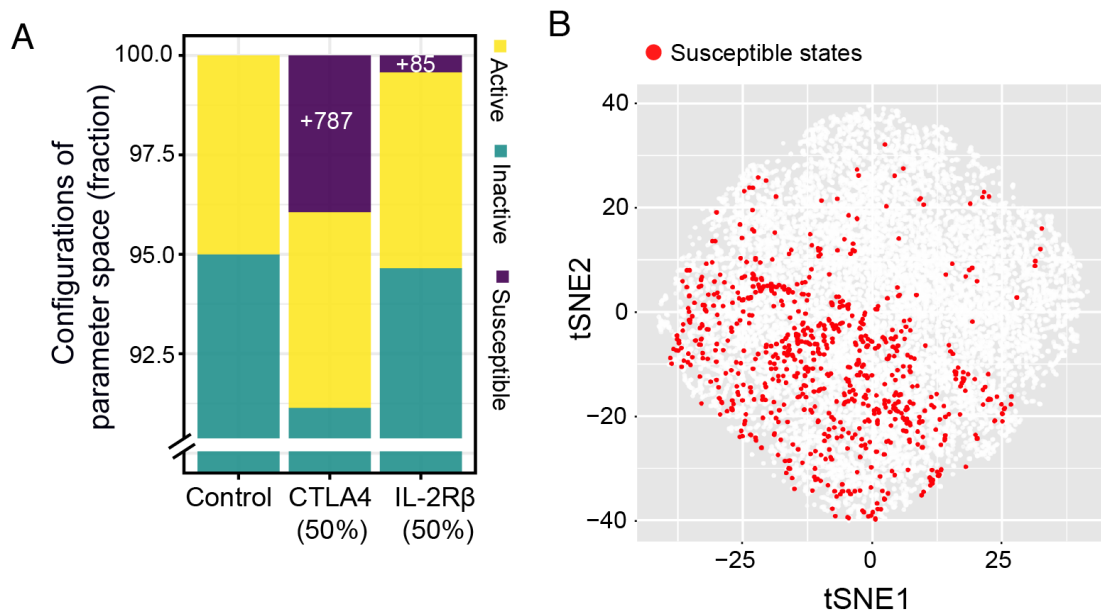 A
Configurations of
parameter space (fraction)
100.0
97.5
95.0
92.5
+787
+85
Control
CTLA4
(50%)
IL-2Rβ
(50%)
Active
Inactive
Susceptible
B
Susceptible states
tSNE2
40
20
0
−20
−40
−25
0
25
tSNE1